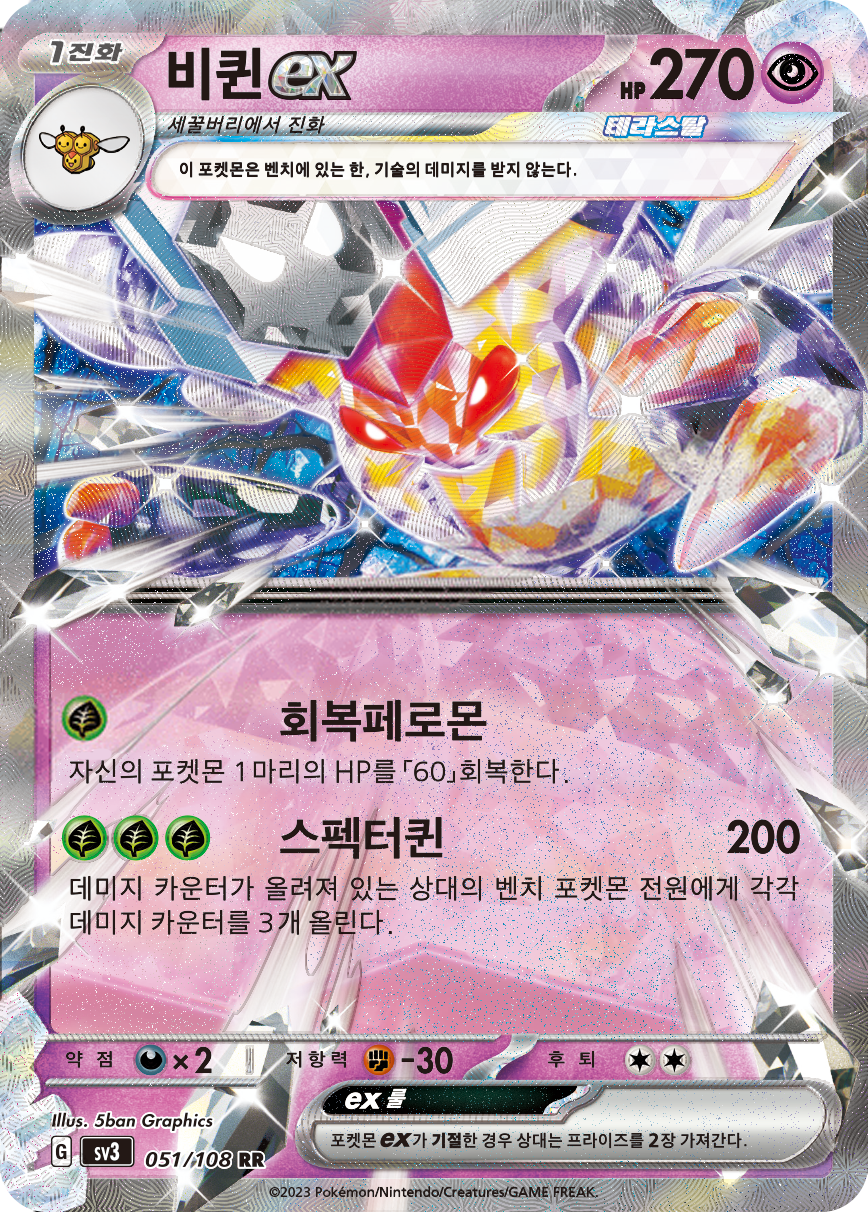 1진화
비퀸 ex
HP 270
세꿀버리에서 진화
테라스탈
이 포켓몬은 벤치에 있는 한, 기술의 데미지를 받지 않는다.
회복페로몬
자신의 포켓몬 1마리의 HP를 「60」회복한다.
스펙터퀸 200
데미지 카운터가 올려져 있는 상대의 벤치 포켓몬 전원에게 각각
데미지 카운터를 3개 올린다.
약점 ×2 저항력 -30 후퇴
ex 룰
포켓몬 ex가 기절한 경우 상대는 프라이즈를 2장 가져간다.
Illus. 5ban Graphics
G sv3 051/108 RR
©2023 Pokémon/Nintendo/Creatures/GAME FREAK.